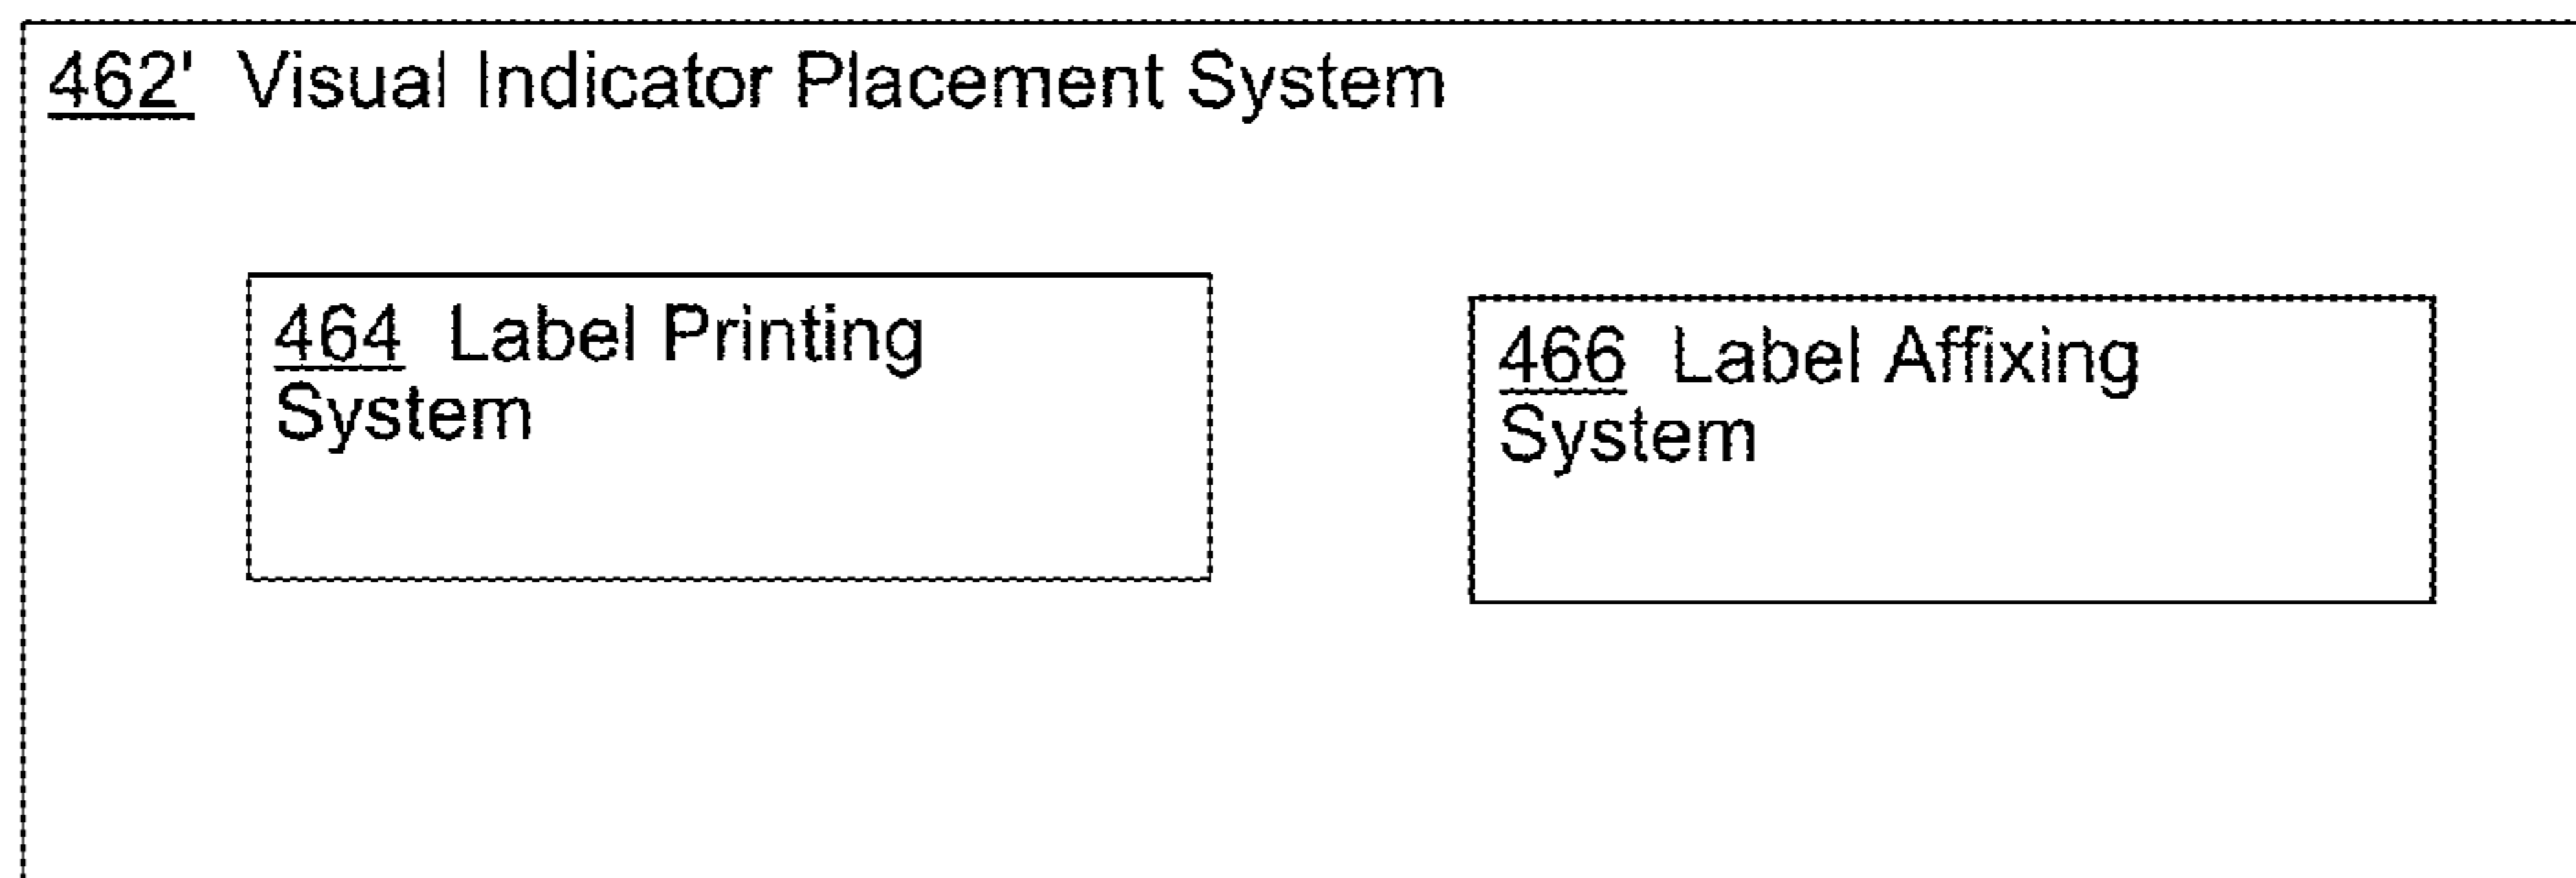 462' Visual Indicator Placement System
464 Label Printing
System
466 Label Affixing
System